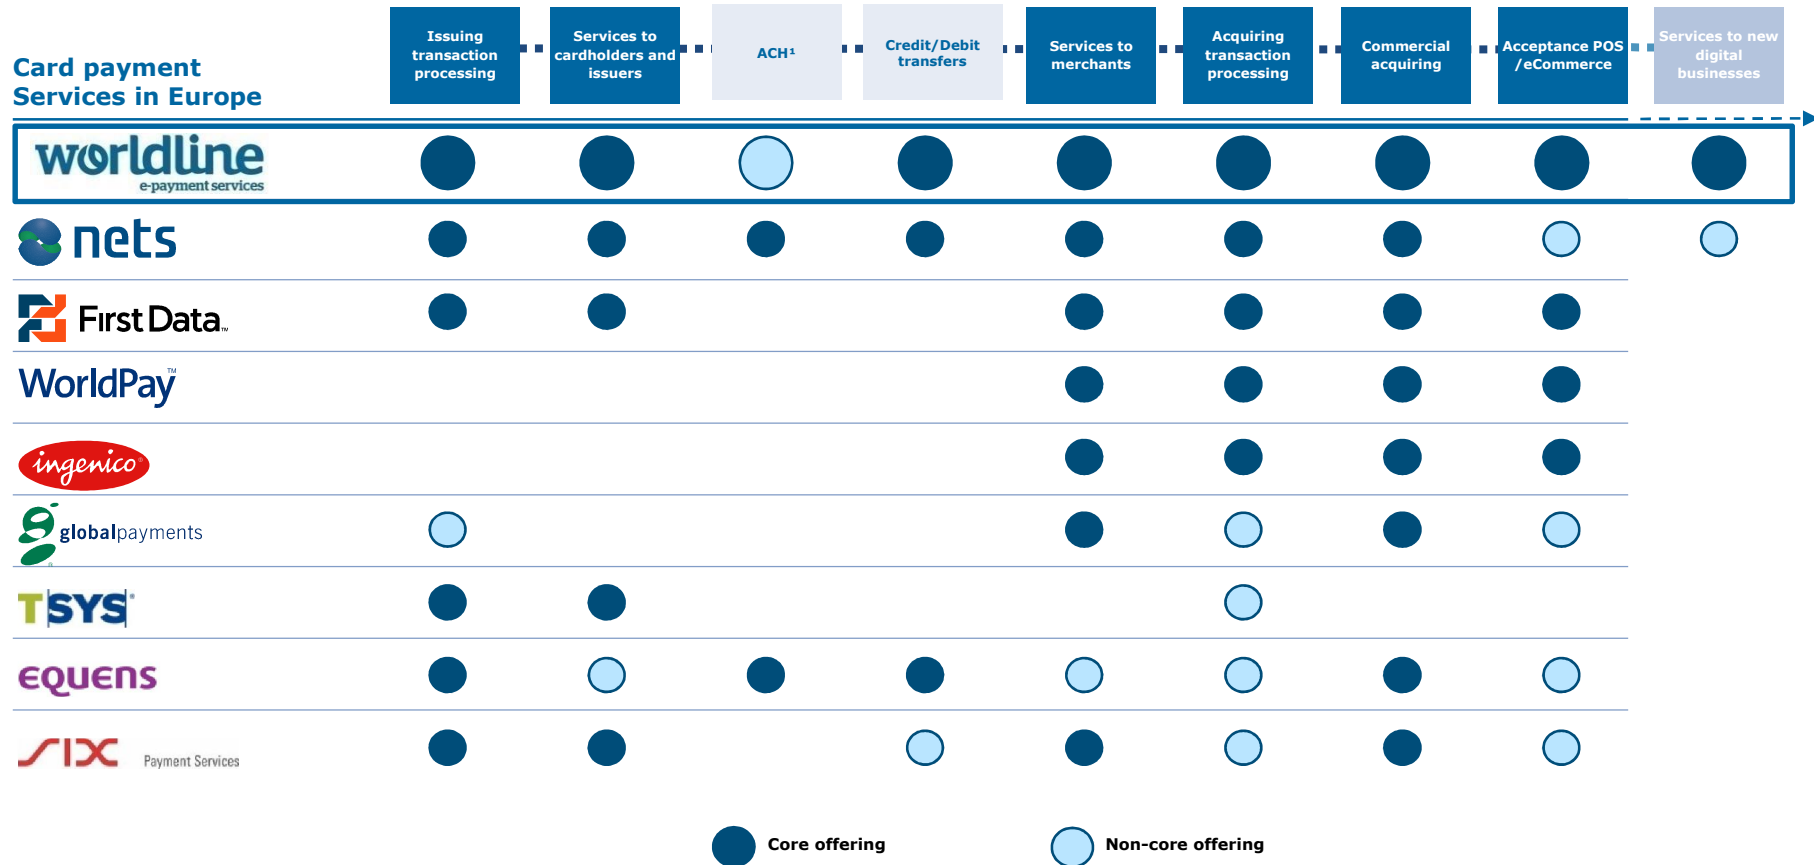 Issuing
transaction
processing
Services to
cardholders and
issuers
ACH¹
Credit/Debit
transfers
Services to
merchants
Acquiring
transaction
processing
Commercial
acquiring
Acceptance POS
/eCommerce
Services to new
digital
businesses
Card payment
Services in Europe
worldline
e-payment services
nets
First Data™
WorldPay™
ingenico®
globalpayments
TSYS®
EQUENS
SIX Payment Services
Core offering
Non-core offering